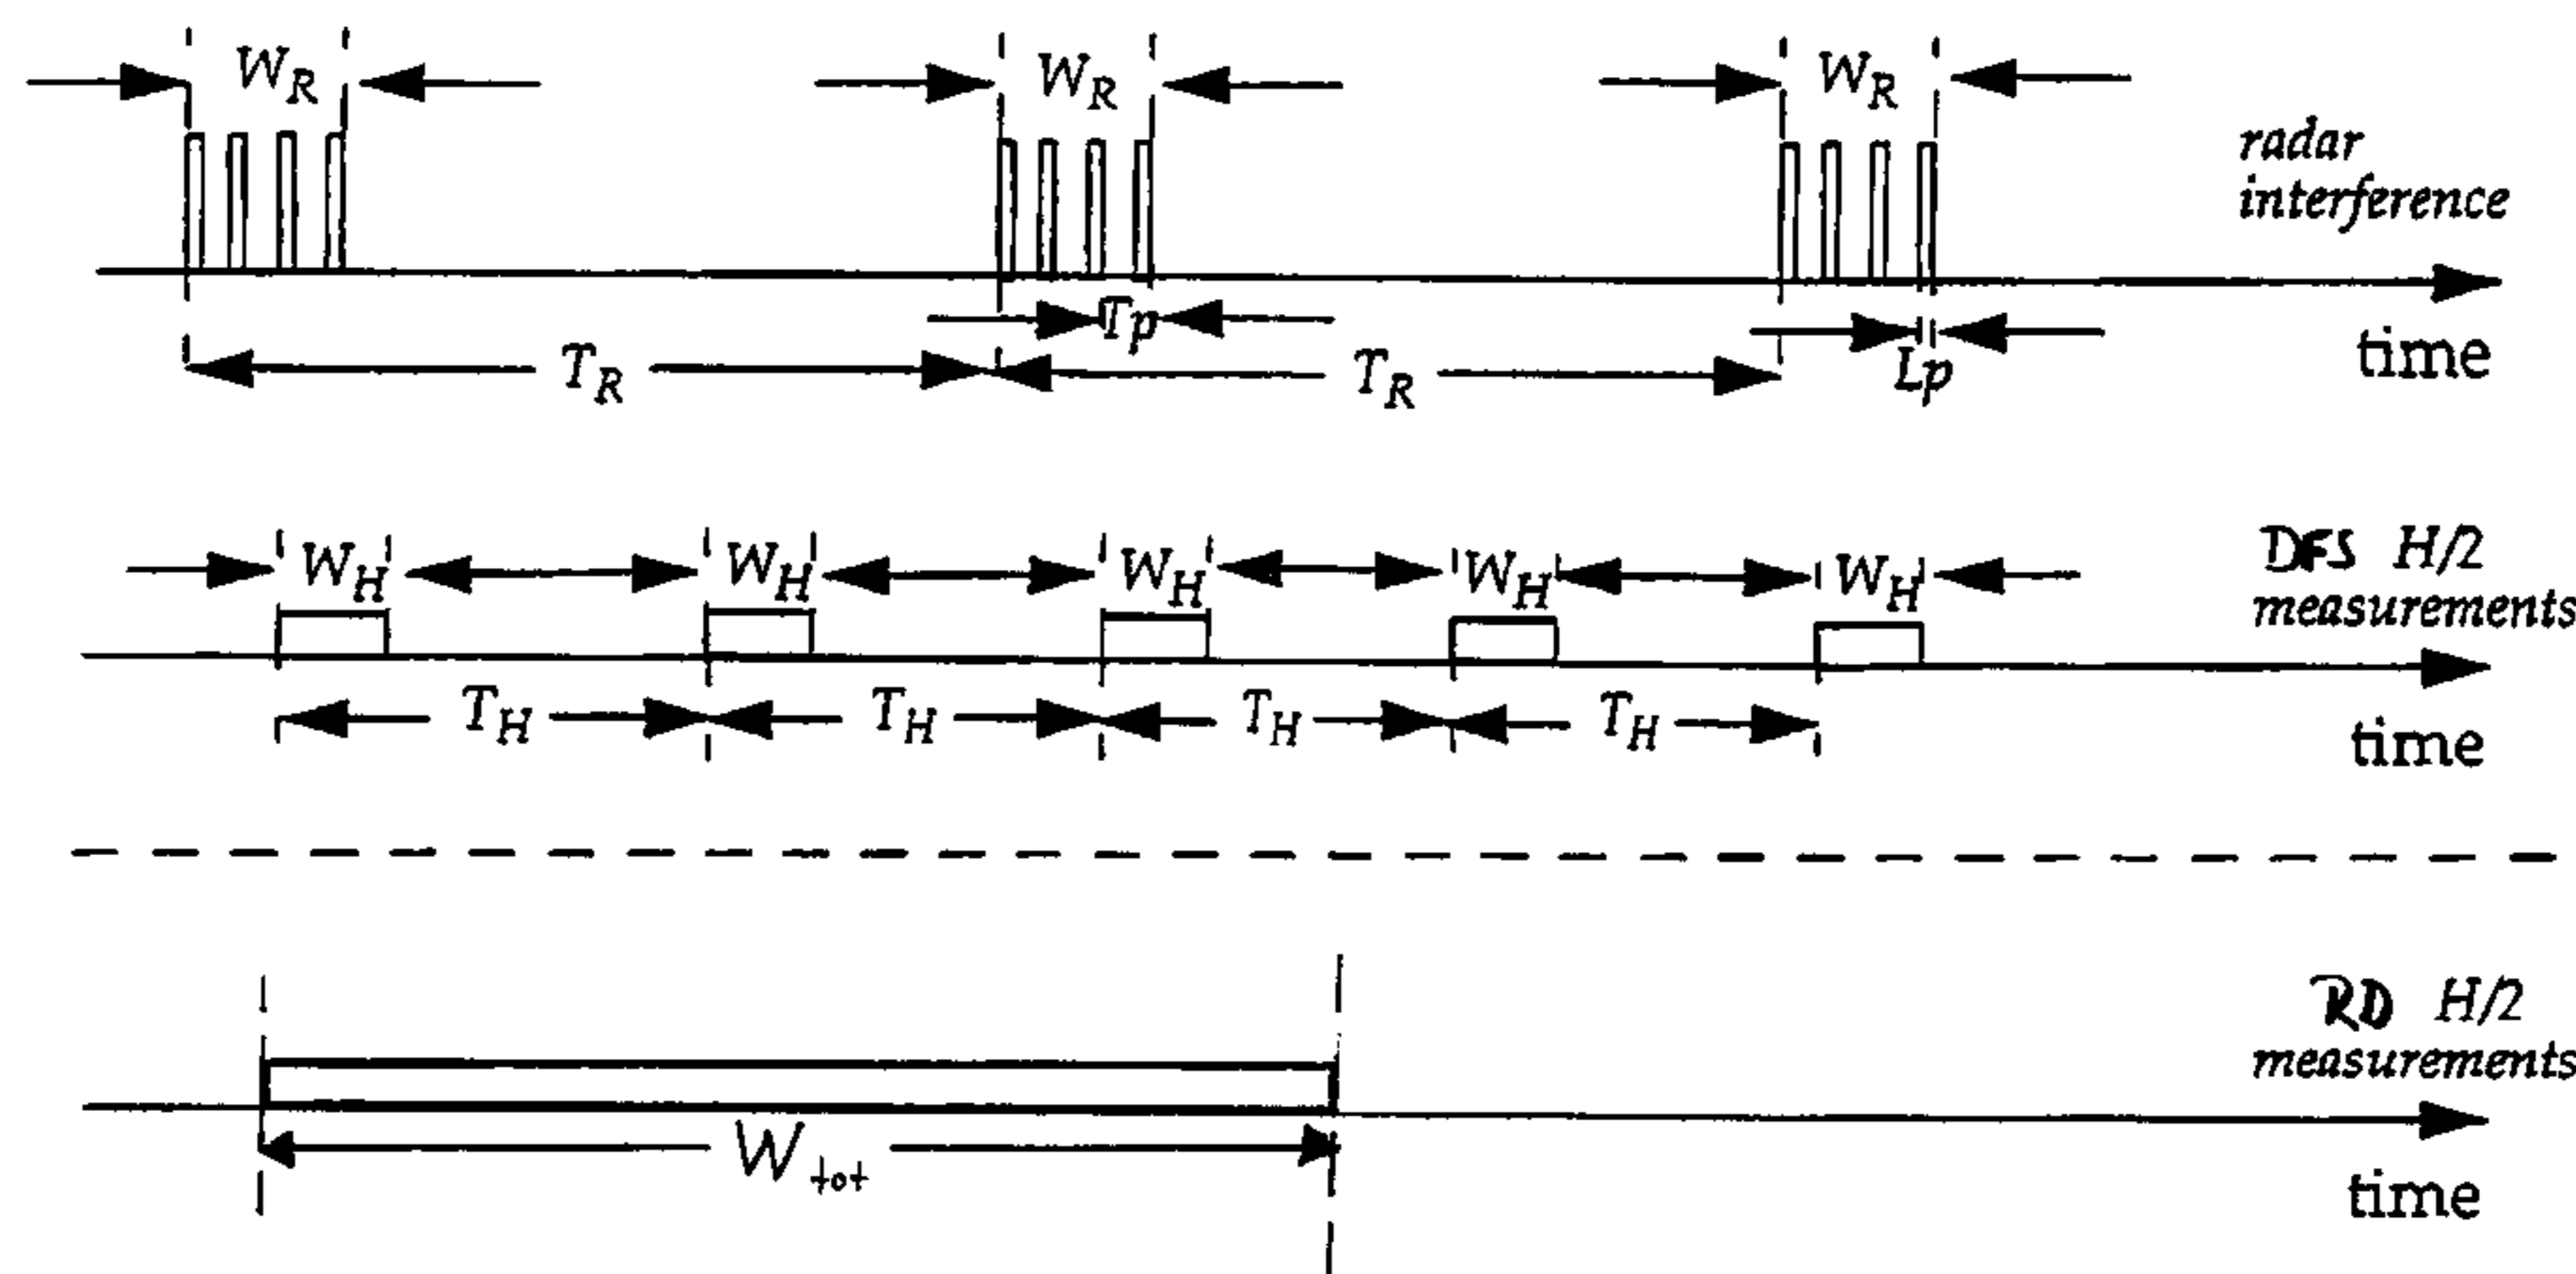 W_R W_R W_R
radar
interference
Tp
Lp
T_R T_R
time
DFS H/2
measurements
W_H W_H W_H W_H W_H
T_H T_H T_H T_H
time
RD H/2
measurements
W_tot
time